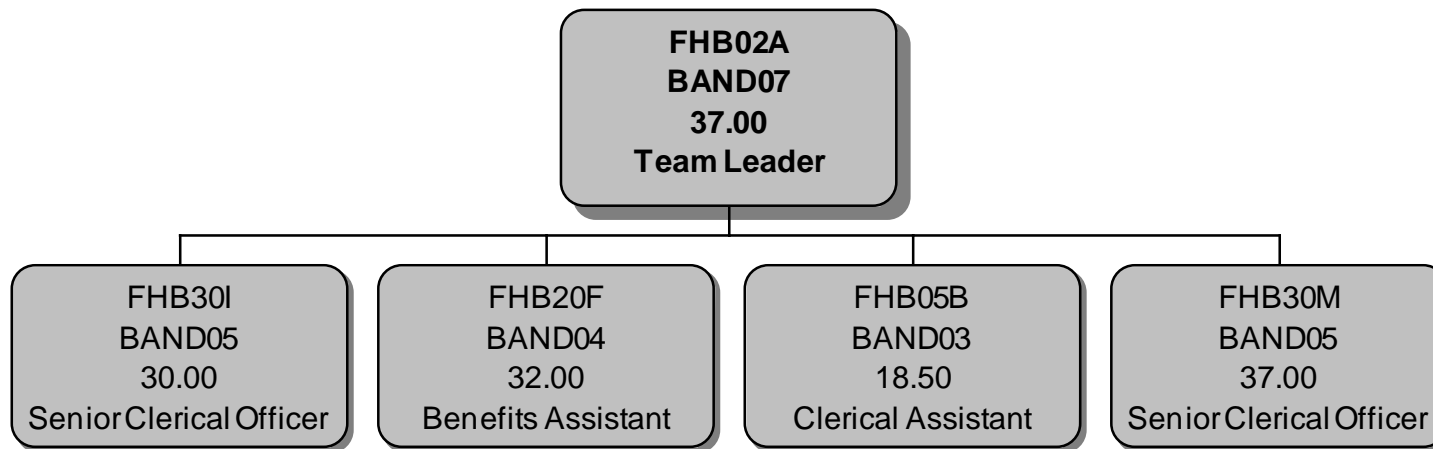 FHB02A
BAND07
37.00
Team Leader
FHB30I
BAND05
30.00
Senior Clerical Officer
FHB20F
BAND04
32.00
Benefits Assistant
FHB05B
BAND03
18.50
Clerical Assistant
FHB30M
BAND05
37.00
Senior Clerical Officer